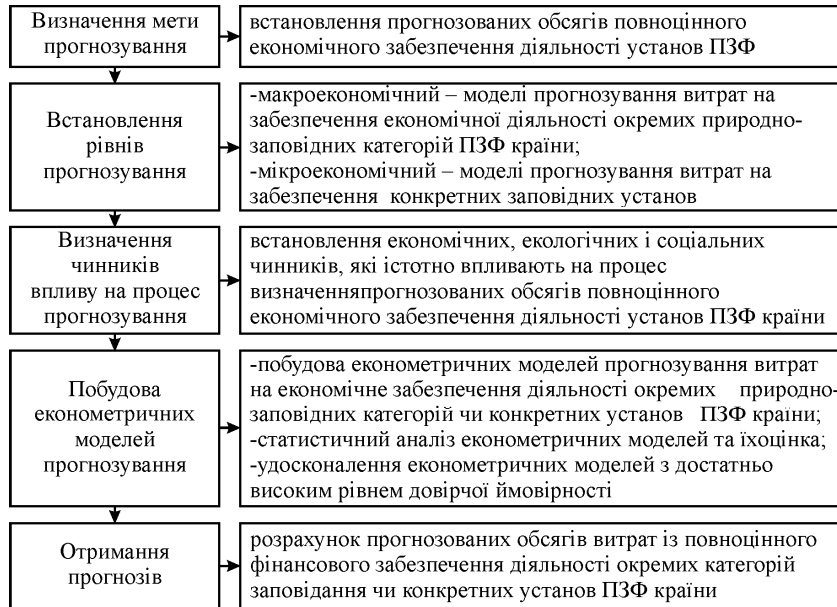 Визначення мети
прогнозування
встановлення прогнозованих обсягів повноцінного
економічного забезпечення діяльності установ ПЗФ
Встановлення
рівнів
прогнозування
-макроекономічний – моделі прогнозування витрат на
забезпечення економічної діяльності окремих природно-
заповідних категорій ПЗФ країни;
-мікроекономічний – моделі прогнозування витрат на
забезпечення конкретних заповідних установ
Визначення
чинників
впливу на процес
прогнозування
встановлення економічних, екологічних і соціальних
чинників, які істотно впливають на процес
визначенняпрогнозованих обсягів повноцінного
економічного забезпечення діяльності установ ПЗФ країни
Побудова
економетричних
моделей
прогнозування
-побудова економетричних моделей прогнозування витрат
на економічне забезпечення діяльності окремих природно-
заповідних категорій чи конкретних установ ПЗФ країни;
-статистичний аналіз економетричних моделей та їхоцінка;
-удосконалення економетричних моделей з достатньо
високим рівнем довірчої ймовірності
Отримання
прогнозів
розрахунок прогнозованих обсягів витрат із повноцінного
фінансового забезпечення діяльності окремих категорій
заповідання чи конкретних установ ПЗФ країни